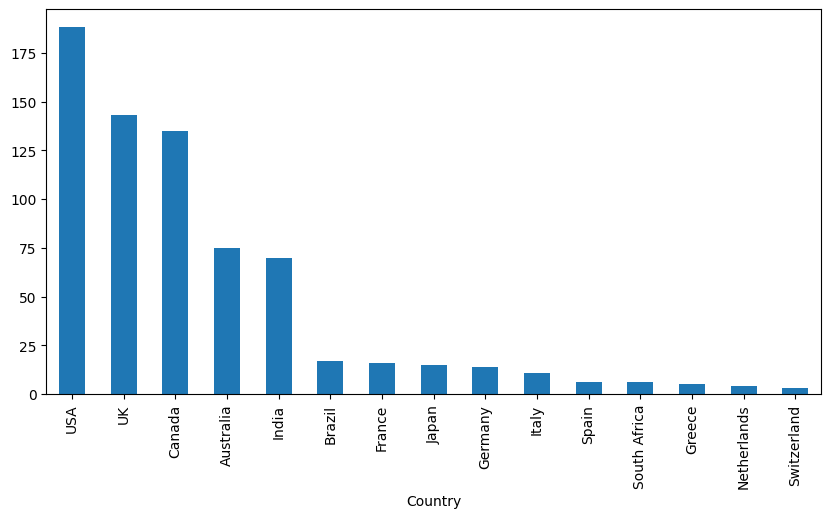 175
150
125
100
75
50
25
0
USA
UK
Canada
Australia
India
Brazil
France
Japan
Germany
Italy
Spain
South Africa
Greece
Netherlands
Switzerland
Country